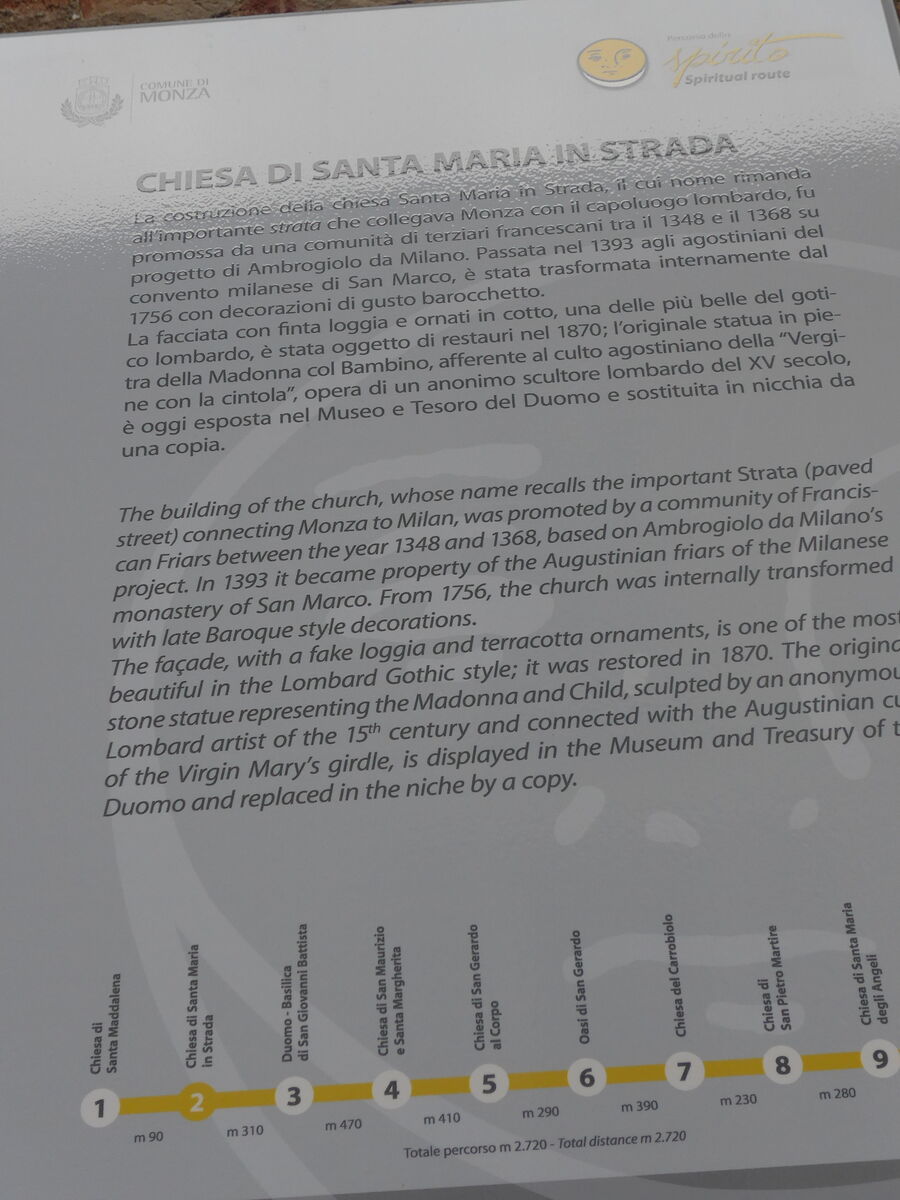 COMUNE DI
MONZA
Percorso dello
spirito
Spiritual route
CHIESA DI SANTA MARIA IN STRADA
La costruzione della chiesa Santa Maria in Strada, il cui nome rimanda
all'importante strata che collegava Monza con il capoluogo lombardo, fu
promossa da una comunità di terziari francescani tra il 1348 e il 1368 su
progetto di Ambrogiolo da Milano. Passata nel 1393 agli agostiniani del
convento milanese di San Marco, è stata trasformata internamente dal
1756 con decorazioni di gusto barocchetto.
La facciata con finta loggia e ornati in cotto, una delle più belle del goti-
co lombardo, è stata oggetto di restauri nel 1870; l'originale statua in pie-
tra della Madonna col Bambino, afferente al culto agostiniano della "Vergi-
ne con la cintola", opera di un anonimo scultore lombardo del XV secolo,
è oggi esposta nel Museo e Tesoro del Duomo e sostituita in nicchia da
una copia.
The building of the church, whose name recalls the important Strata (paved
street) connecting Monza to Milan, was promoted by a community of Francis-
can Friars between the year 1348 and 1368, based on Ambrogiolo da Milano's
project. In 1393 it became property of the Augustinian friars of the Milanese
monastery of San Marco. From 1756, the church was internally transformed
with late Baroque style decorations.
The façade, with a fake loggia and terracotta ornaments, is one of the most
beautiful in the Lombard Gothic style; it was restored in 1870. The origina
stone statue representing the Madonna and Child, sculpted by an anonymou
Lombard artist of the 15th century and connected with the Augustinian cu
of the Virgin Mary's girdle, is displayed in the Museum and Treasury of t
Duomo and replaced in the niche by a copy.
Chiesa di
Santa Maddalena
Chiesa di Santa Maria
in Strada
Duomo - Basilica
di San Giovanni Battista
Chiesa di San Maurizio
e Santa Margherita
Chiesa di San Gerardo
al Corpo
Oasi di San Gerardo
Chiesa del Carrobiolo
Chiesa di
San Pietro Martire
Chiesa di Santa Maria
degli Angeli
1 2 3 4 5 6 7 8 9
m 90 m 310 m 470 m 410 m 290 m 390 m 230 m 280
Totale percorso m 2.720 - Total distance m 2.720